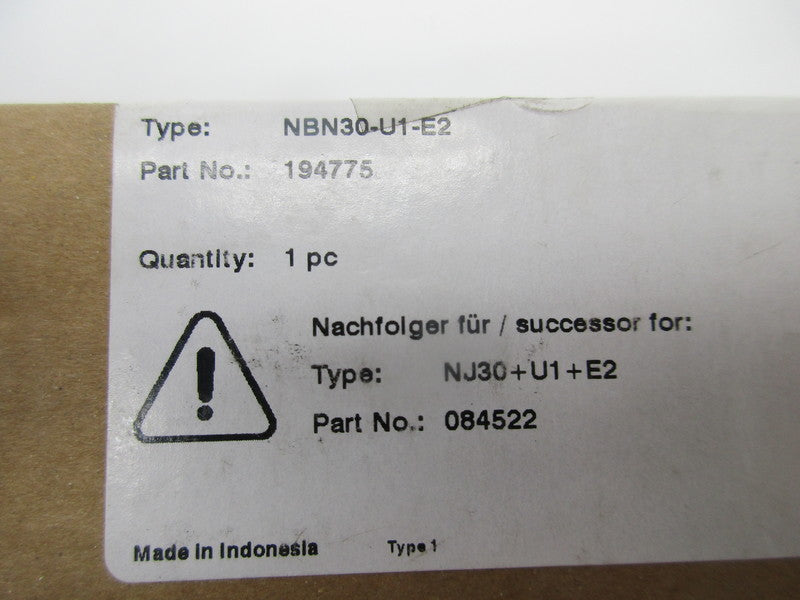 Type: NBN30-U1-E2
Part No.: 194775
Quantity: 1 pc
Nachfolger für / successor for:
Type: NJ30+U1+E2
Part No.: 084522
Made in Indonesia Type 1